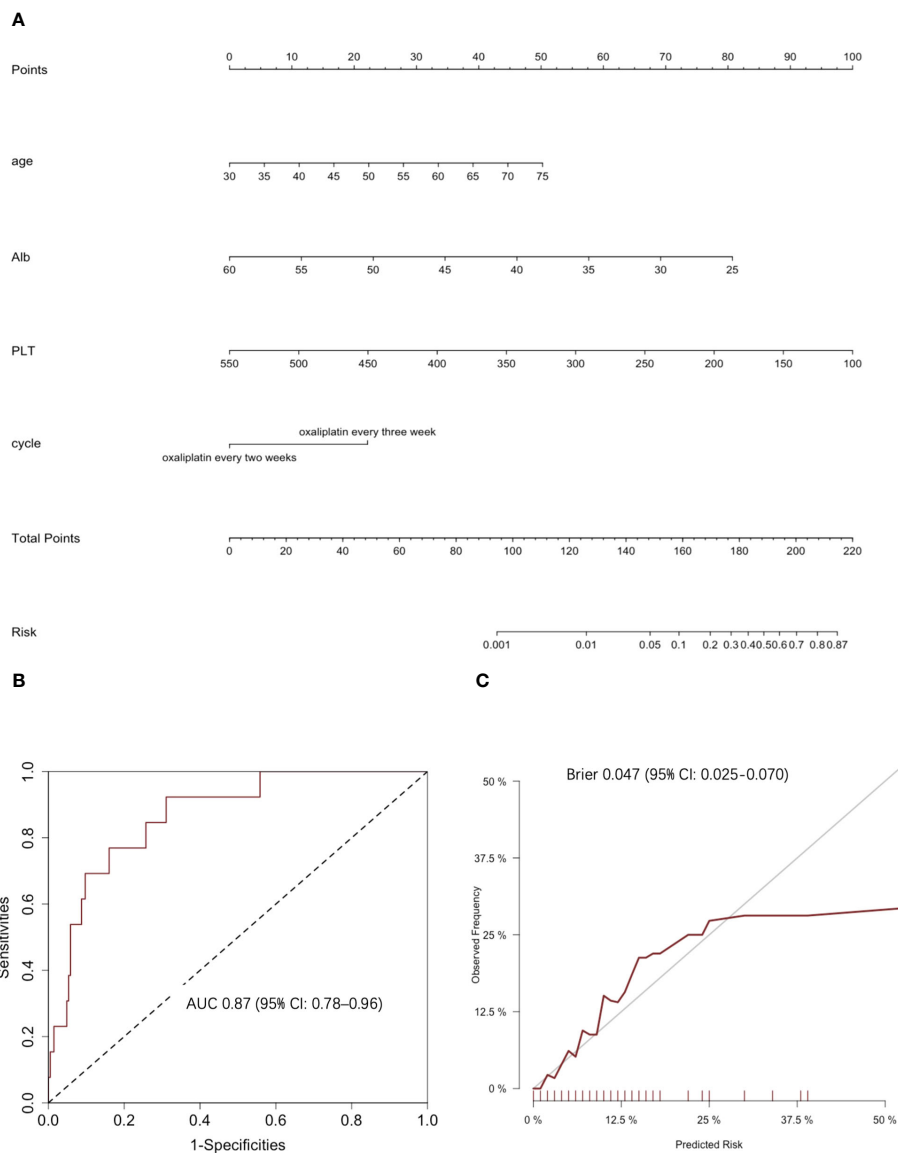 A
Points
0 10 20 30 40 50 60 70 80 90 100
age
30 35 40 45 50 55 60 65 70 75
Alb
60 55 50 45 40 35 30 25
PLT
550 500 450 400 350 300 250 200 150 100
cycle
oxaliplatin every three week
oxaliplatin every two weeks
Total Points
0 20 40 60 80 100 120 140 160 180 200 220
Risk
0.001 0.01 0.05 0.1 0.2 0.3 0.4 0.5 0.6 0.7 0.8 0.87
B
Sensitivities
1.0
0.8
0.6
0.4
0.2
0.0
AUC 0.87 (95% CI: 0.78–0.96)
0.0 0.2 0.4 0.6 0.8 1.0
1-Specificities
C
Brier 0.047 (95% CI: 0.025-0.070)
Observed Frequency
50 %
37.5 %
25 %
12.5 %
0 %
0 % 12.5 % 25 % 37.5 % 50 %
Predicted Risk